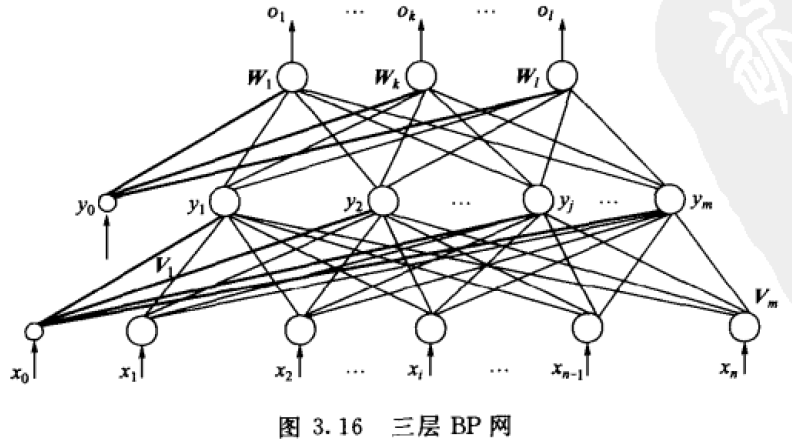 o₁ … oₖ … oₗ
W₁ Wₖ Wₗ
y₀ y₁ y₂ … yⱼ … yₘ
V₁
Vₘ
x₀ x₁ x₂ … xᵢ … xₙ₋₁ xₙ
图 3.16 三层 BP 网